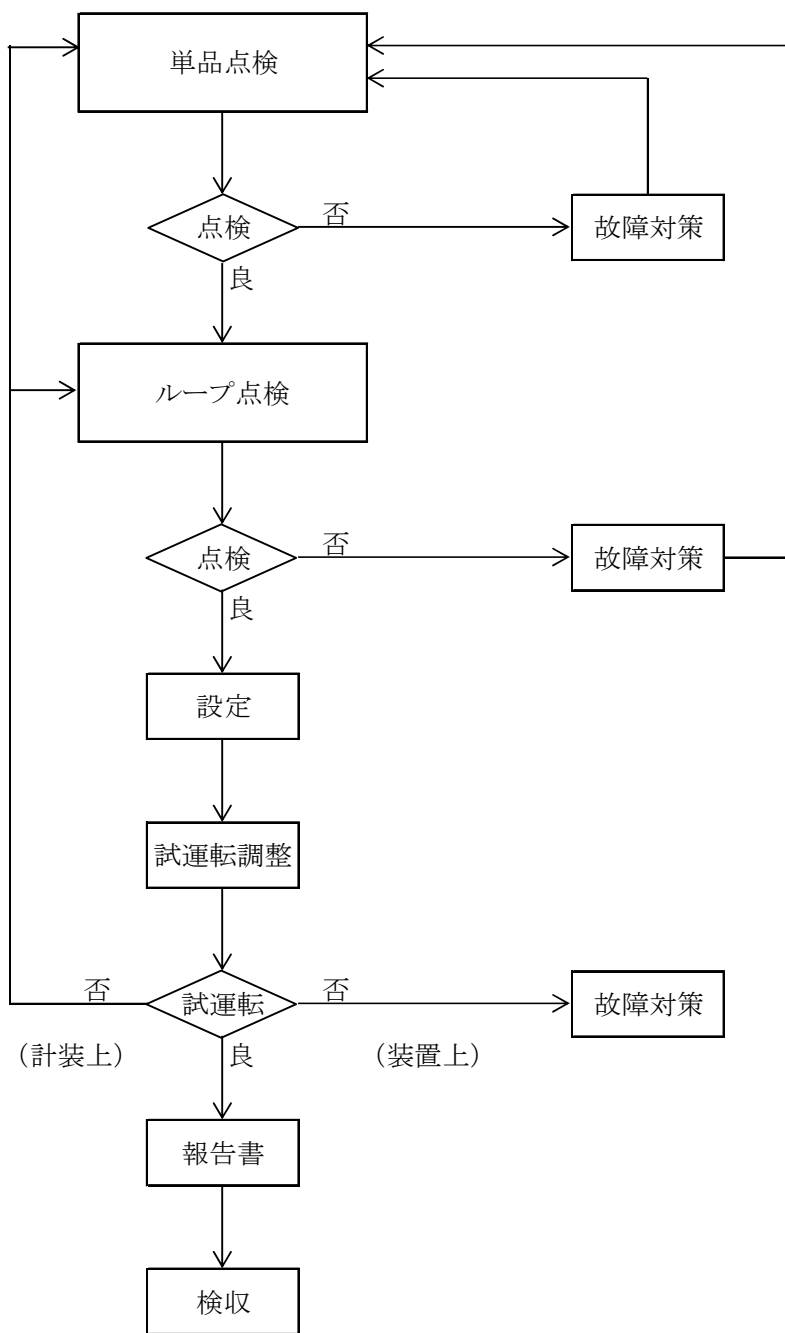 単品点検
点検
否
故障対策
良
ループ点検
点検
否
故障対策
良
設定
試運転調整
否
試運転
否
故障対策
（計装上）
良
（装置上）
報告書
検収